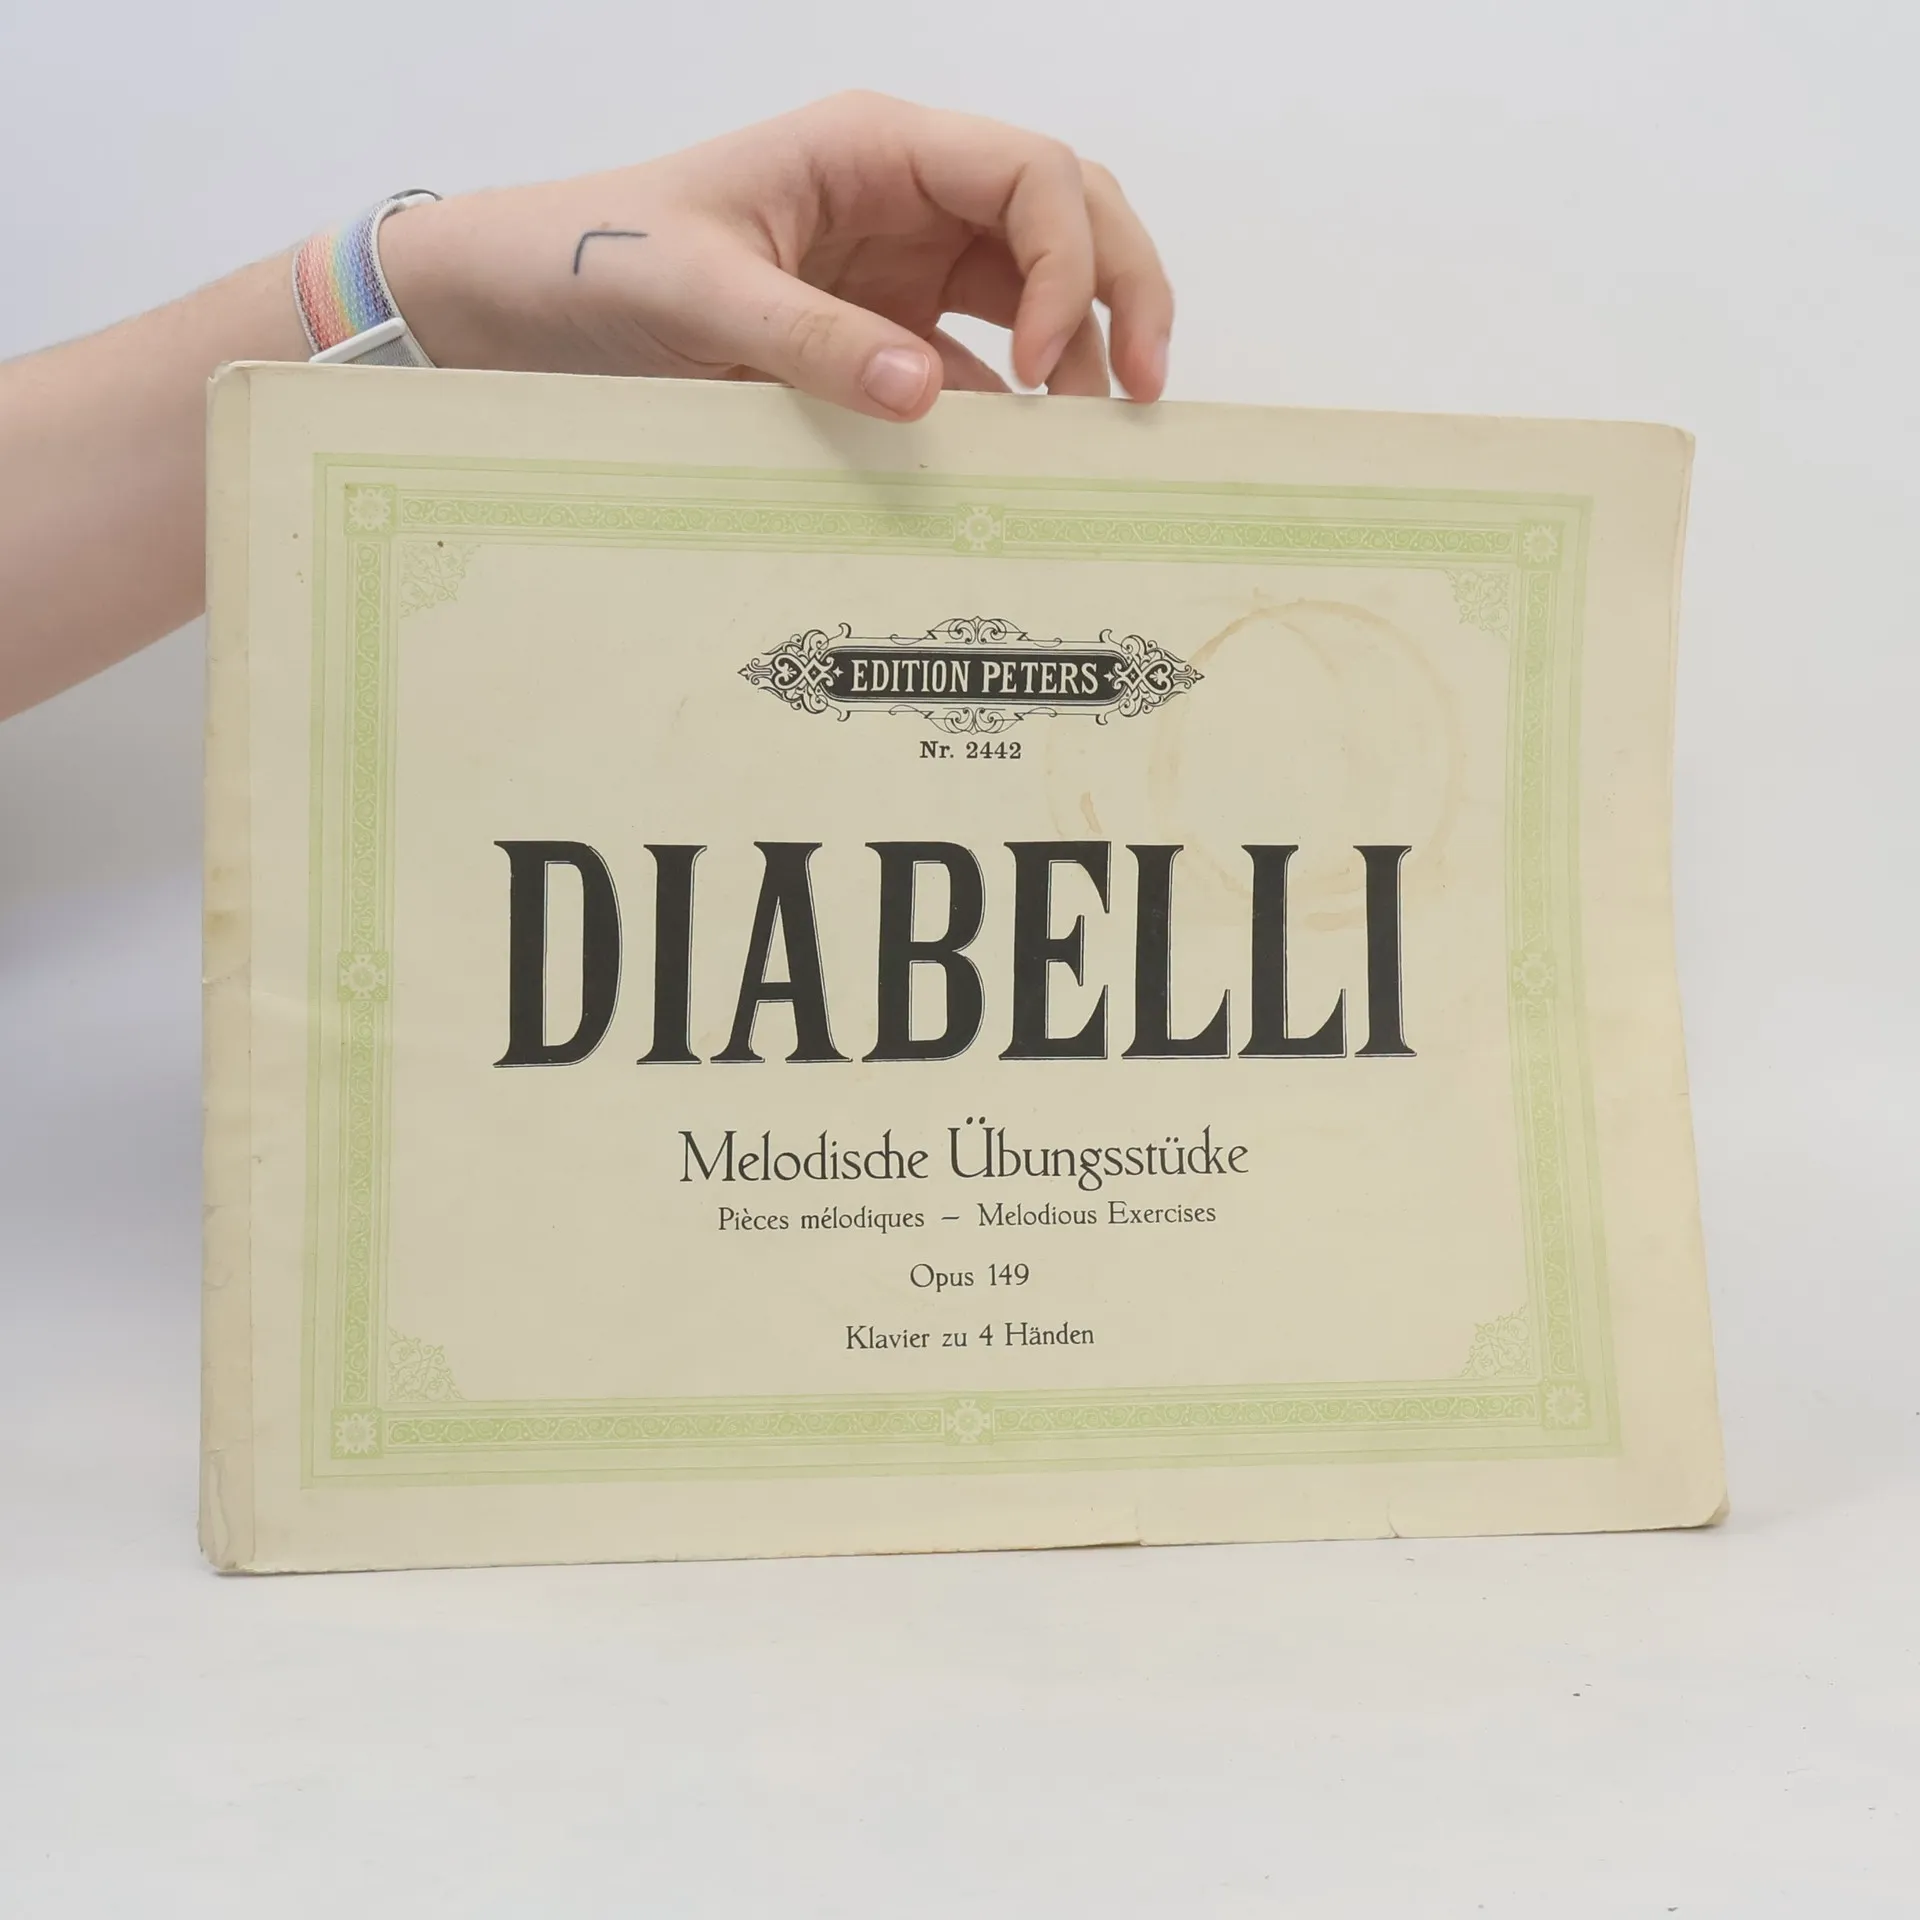 EDITION PETERS
Nr. 2442
DIABELLI
Melodische Übungsstücke
Pièces mélodiques — Melodious Exercises
Opus 149
Klavier zu 4 Händen